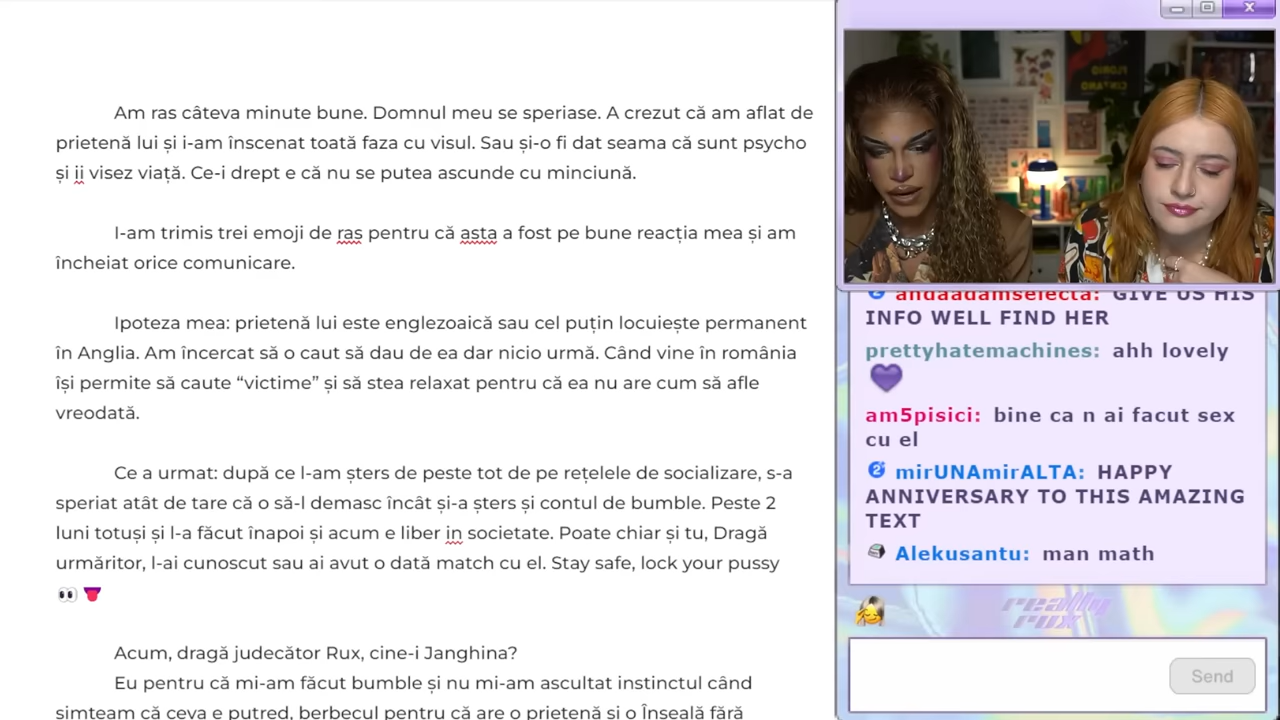 Am ras câteva minute bune. Domnul meu se speriase. A crezut că am aflat de
prietenă lui și i-am înscenat toată faza cu visul. Sau și-o fi dat seama că sunt psycho
și ii visez viață. Ce-i drept e că nu se putea ascunde cu minciună.
I-am trimis trei emoji de ras pentru că asta a fost pe bune reacția mea și am
încheiat orice comunicare.
Ipoteza mea: prietenă lui este englezoaică sau cel puțin locuiește permanent
în Anglia. Am încercat să o caut să dau de ea dar nicio urmă. Când vine în românia
își permite să caute “victime” și să stea relaxat pentru că ea nu are cum să afle
vreodată.
Ce a urmat: după ce l-am șters de peste tot de pe rețelele de socializare, s-a
speriat atât de tare că o să-l demasc încât și-a șters și contul de bumble. Peste 2
luni totuși și l-a făcut înapoi și acum e liber in societate. Poate chiar și tu, Dragă
urmăritor, l-ai cunoscut sau ai avut o dată match cu el. Stay safe, lock your pussy
👀👅
Acum, dragă judecător Rux, cine-i Janghina?
Eu pentru că mi-am făcut bumble și nu mi-am ascultat instinctul când
simteam că ceva e putred, berbecul pentru că are o prietenă și o Înseală fără
andaadamselecta: GIVE US HIS
INFO WELL FIND HER
prettyhatemachines: ahh lovely
💜
am5pisici: bine ca n ai facut sex
cu el
mirUNAmirALTA: HAPPY
ANNIVERSARY TO THIS AMAZING
TEXT
Alekusantu: man math
really
rux
Send